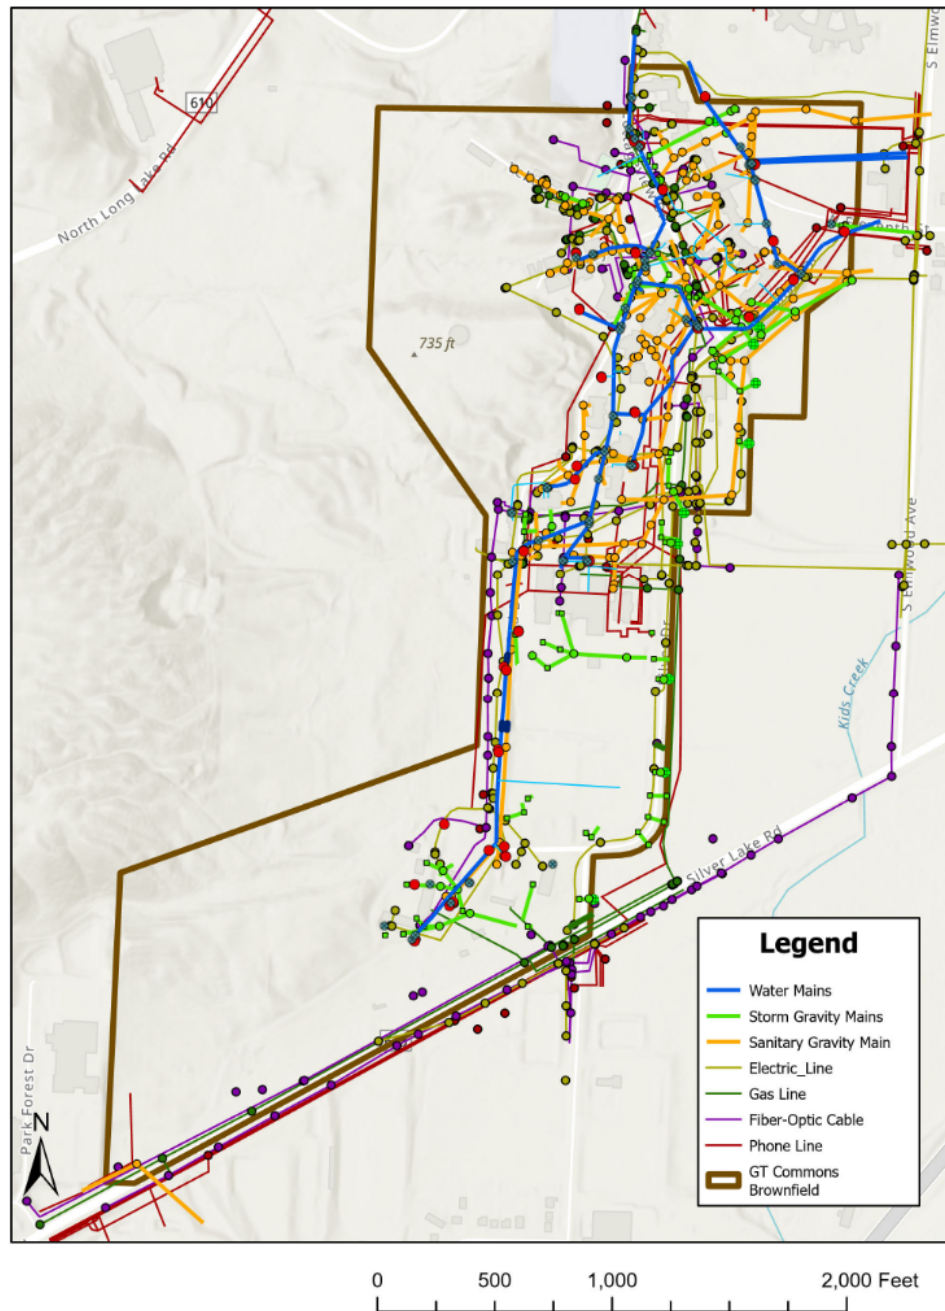 S Elmwo
610
North Long Lake Rd
735 ft
S Elmwood Ave
Kids Creek
Silver Lake Rd
Park Forest Dr
N
Legend
Water Mains
Storm Gravity Mains
Sanitary Gravity Main
Electric_Line
Gas Line
Fiber-Optic Cable
Phone Line
GT Commons
Brownfield
0 500 1,000 2,000 Feet